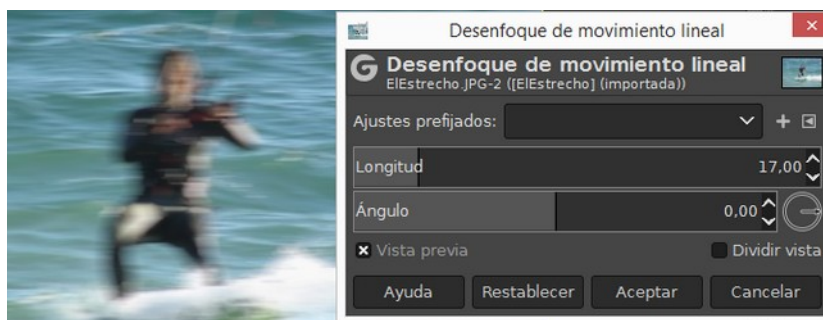 Desenfoque de movimiento lineal
Desenfoque de movimiento lineal
ElEstrecho.JPG-2 ([ElEstrecho] (importada))
Ajustes prefijados:
Longitud 17,00
Ángulo 0,00
Vista previa Dividir vista
Ayuda Restablecer Aceptar Cancelar